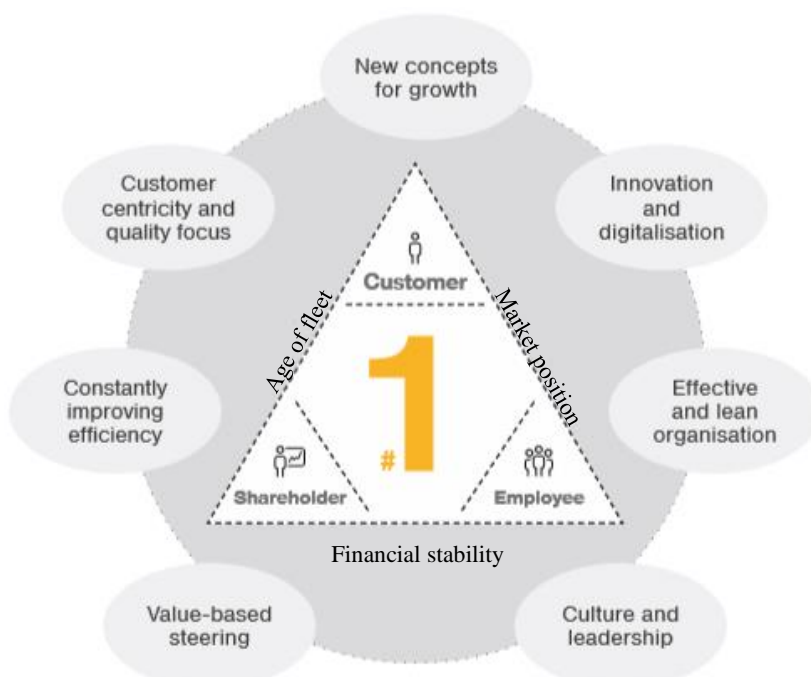 New concepts
for growth
Customer
centricity and
quality focus
Innovation
and
digitalisation
Customer
Age of fleet
Market position
#1
Constantly
improving
efficiency
Effective
and lean
organisation
Shareholder
Employee
Financial stability
Value-based
steering
Culture and
leadership